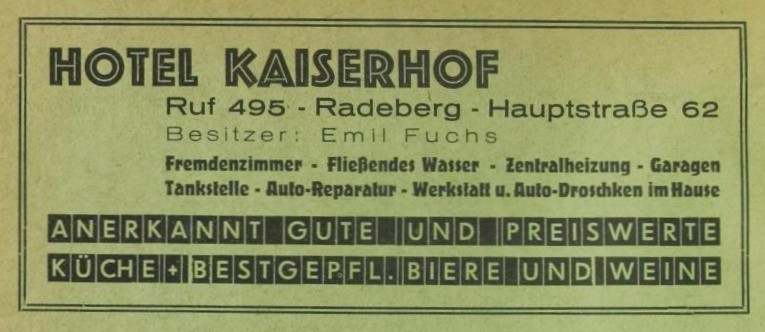 HOTEL KAISERHOF
Ruf 495 - Radeberg - Hauptstraße 62
Besitzer: Emil Fuchs
Fremdenzimmer - Fließendes Wasser - Zentralheizung - Garagen
Tankstelle - Auto-Reparatur - Werkstatt u. Auto-Droschken im Hause
ANERKANNT GUTE UND PREISWERTE
KÜCHE + BESTGEPFL. BIERE UND WEINE